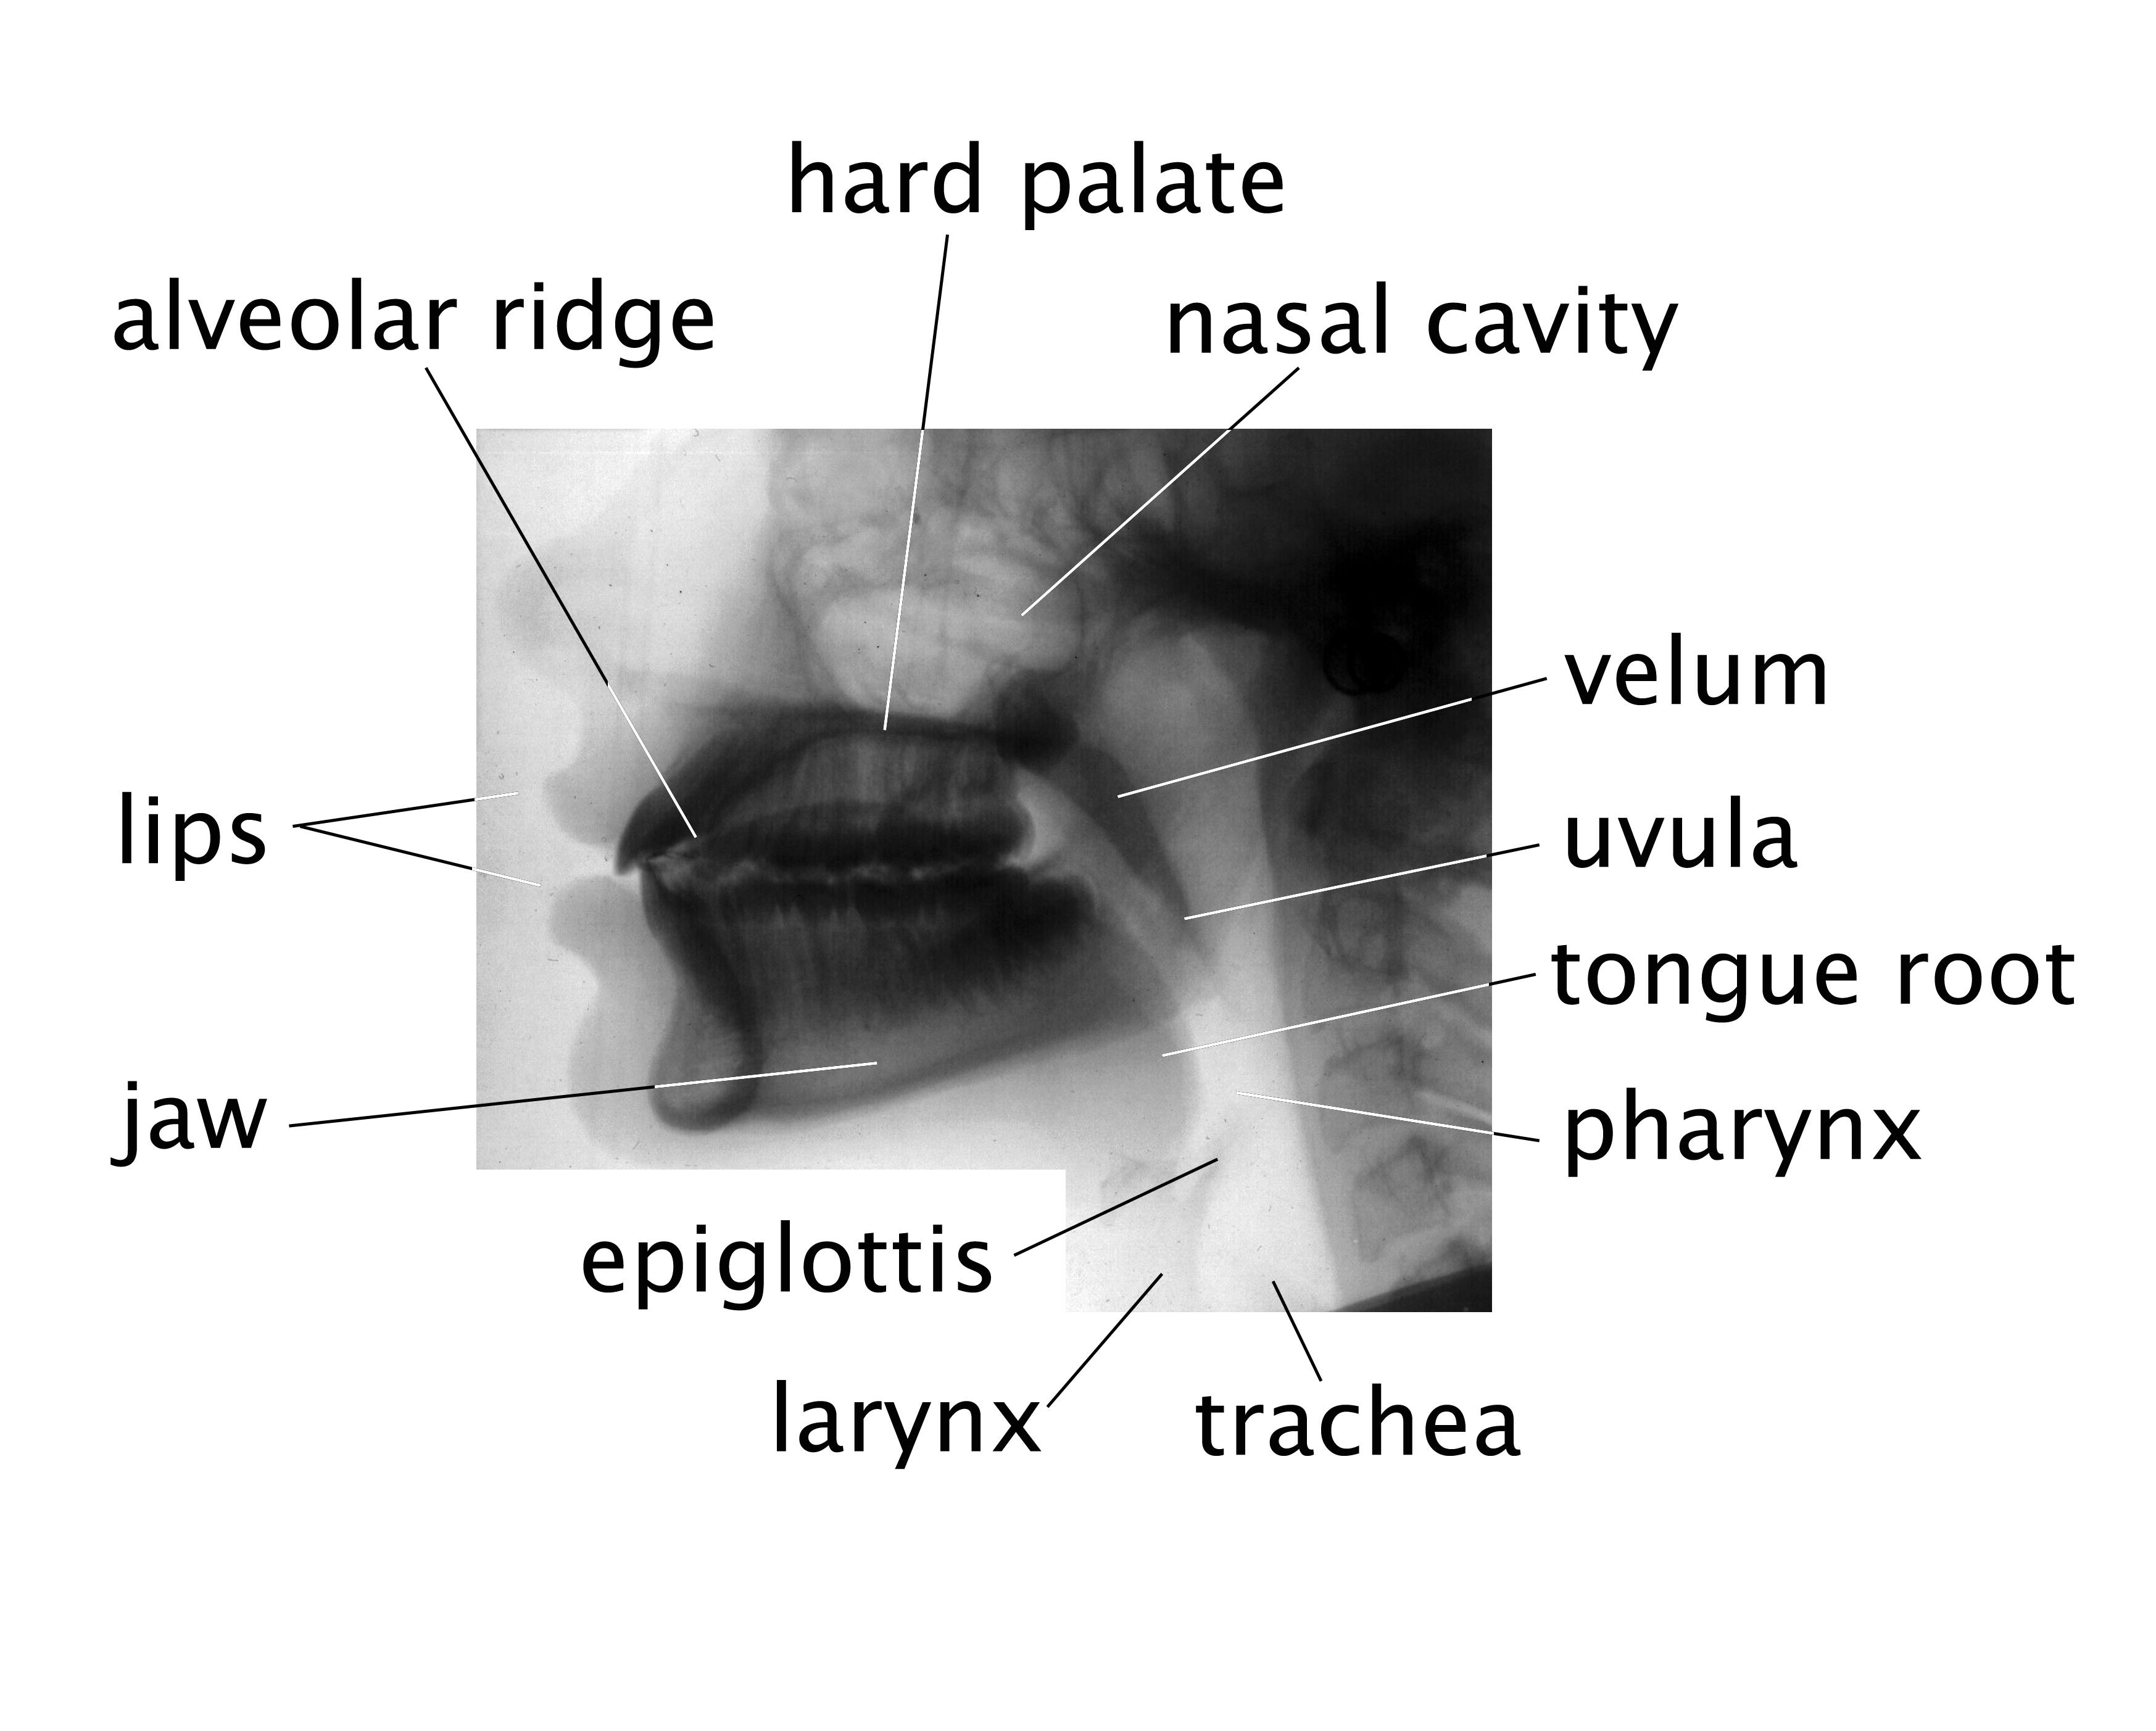 hard palate
alveolar ridge
nasal cavity
velum
lips
uvula
tongue root
jaw
pharynx
epiglottis
larynx
trachea